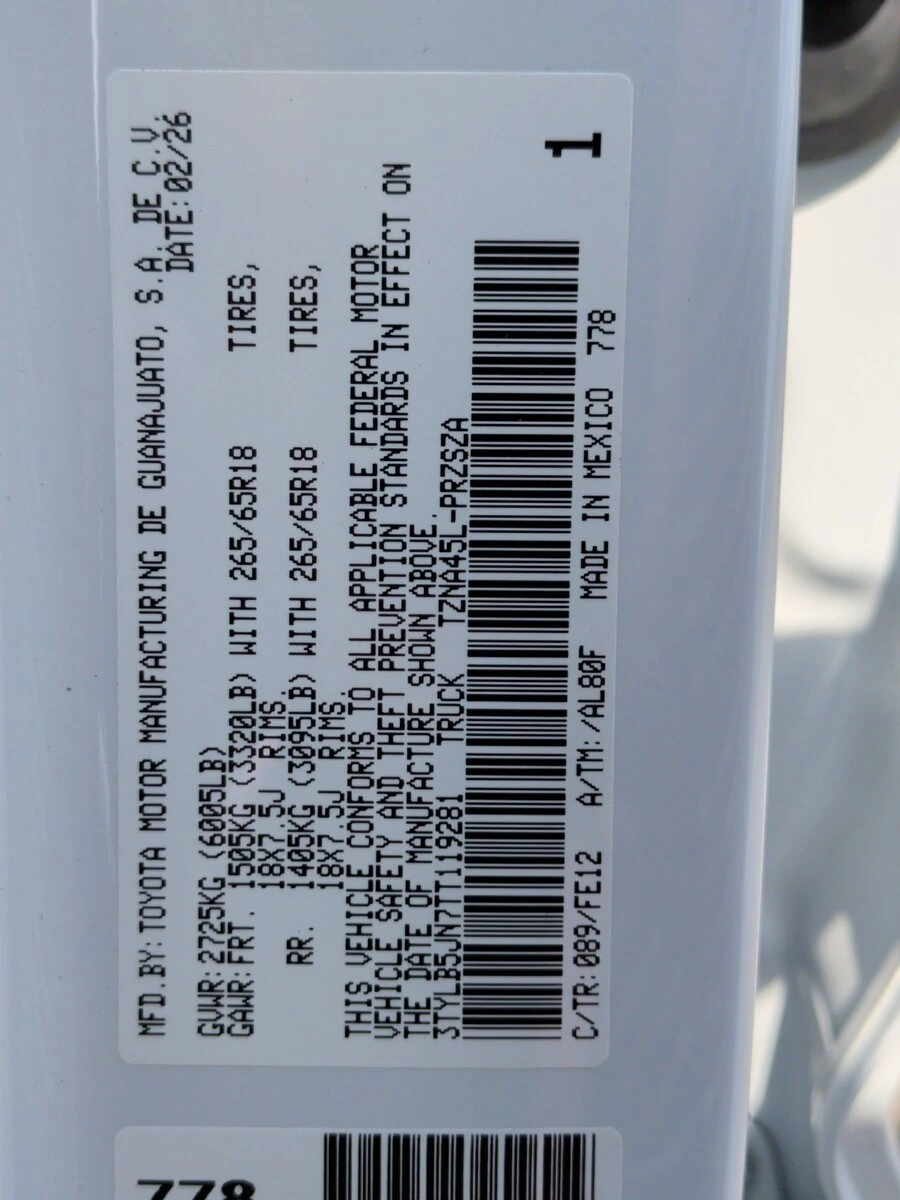 MFD.BY:TOYOTA MOTOR MANUFACTURING DE GUANAJUATO, S.A. DE C.V.
DATE:02/26
GVWR:2725KG (6005LB)
GAWR:FRT. 1505KG (3320LB) WITH 265/65R18 TIRES,
18X7.5J RIMS.
RR. 1405KG (3095LB) WITH 265/65R18 TIRES,
18X7.5J RIMS.
THIS VEHICLE CONFORMS TO ALL APPLICABLE FEDERAL MOTOR
VEHICLE SAFETY AND THEFT PREVENTION STANDARDS IN EFFECT ON
THE DATE OF MANUFACTURE SHOWN ABOVE.
3TYLB5JN7TT119281 TRUCK TZNA45L-PRZSZA
1
C/TR:089/FE12 A/TM:/AL80F MADE IN MEXICO 778
778